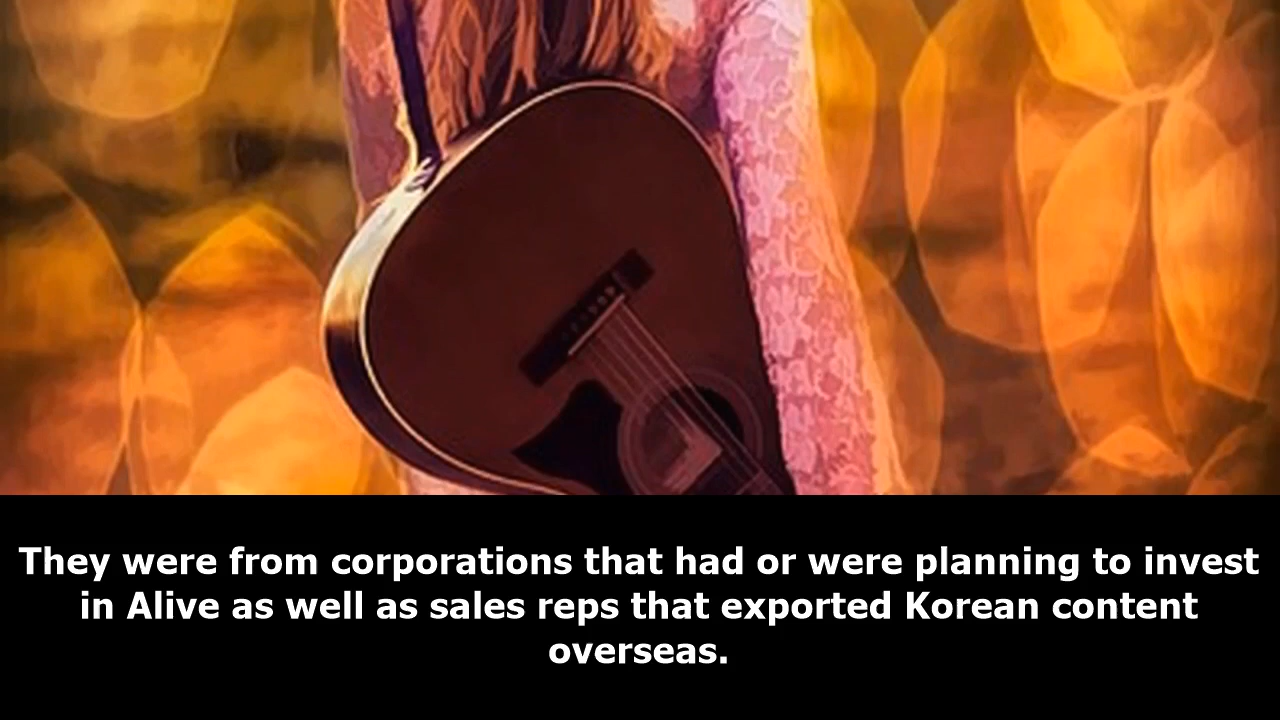 They were from corporations that had or were planning to invest
in Alive as well as sales reps that exported Korean content
overseas.